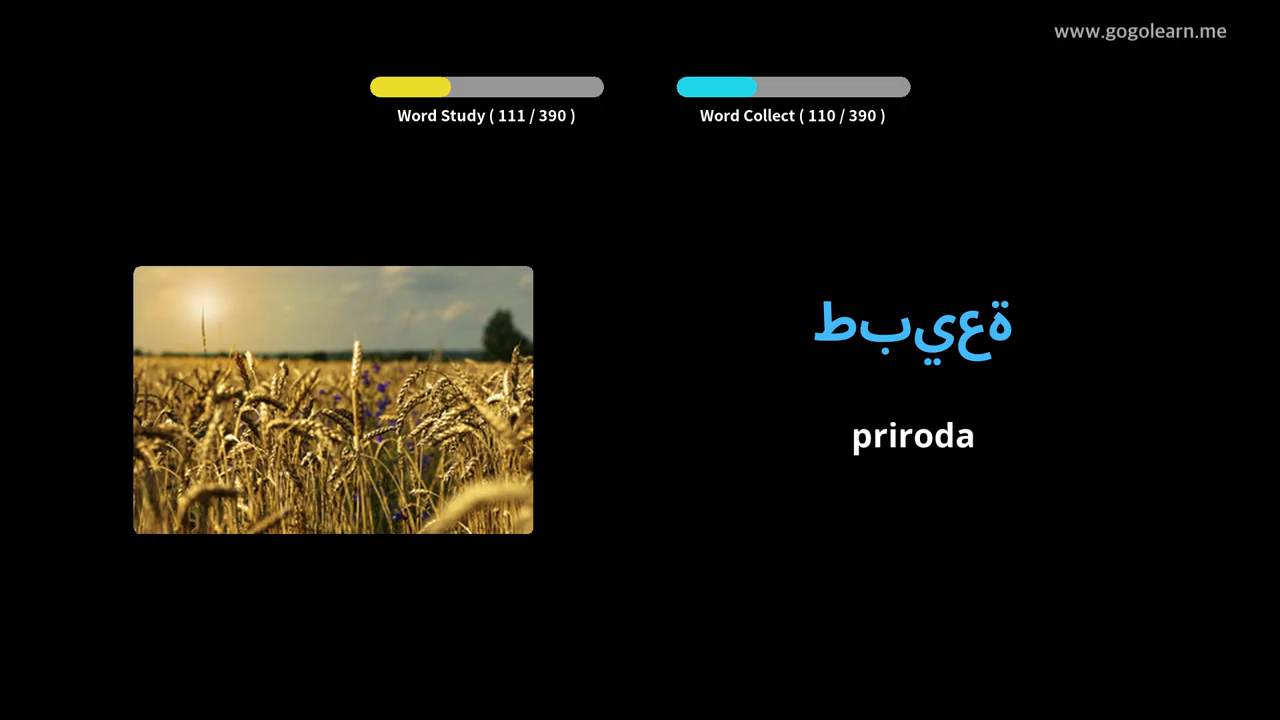 www.gogolearn.me
Word Study ( 111 / 390 )
Word Collect ( 110 / 390 )
طبيعة
priroda